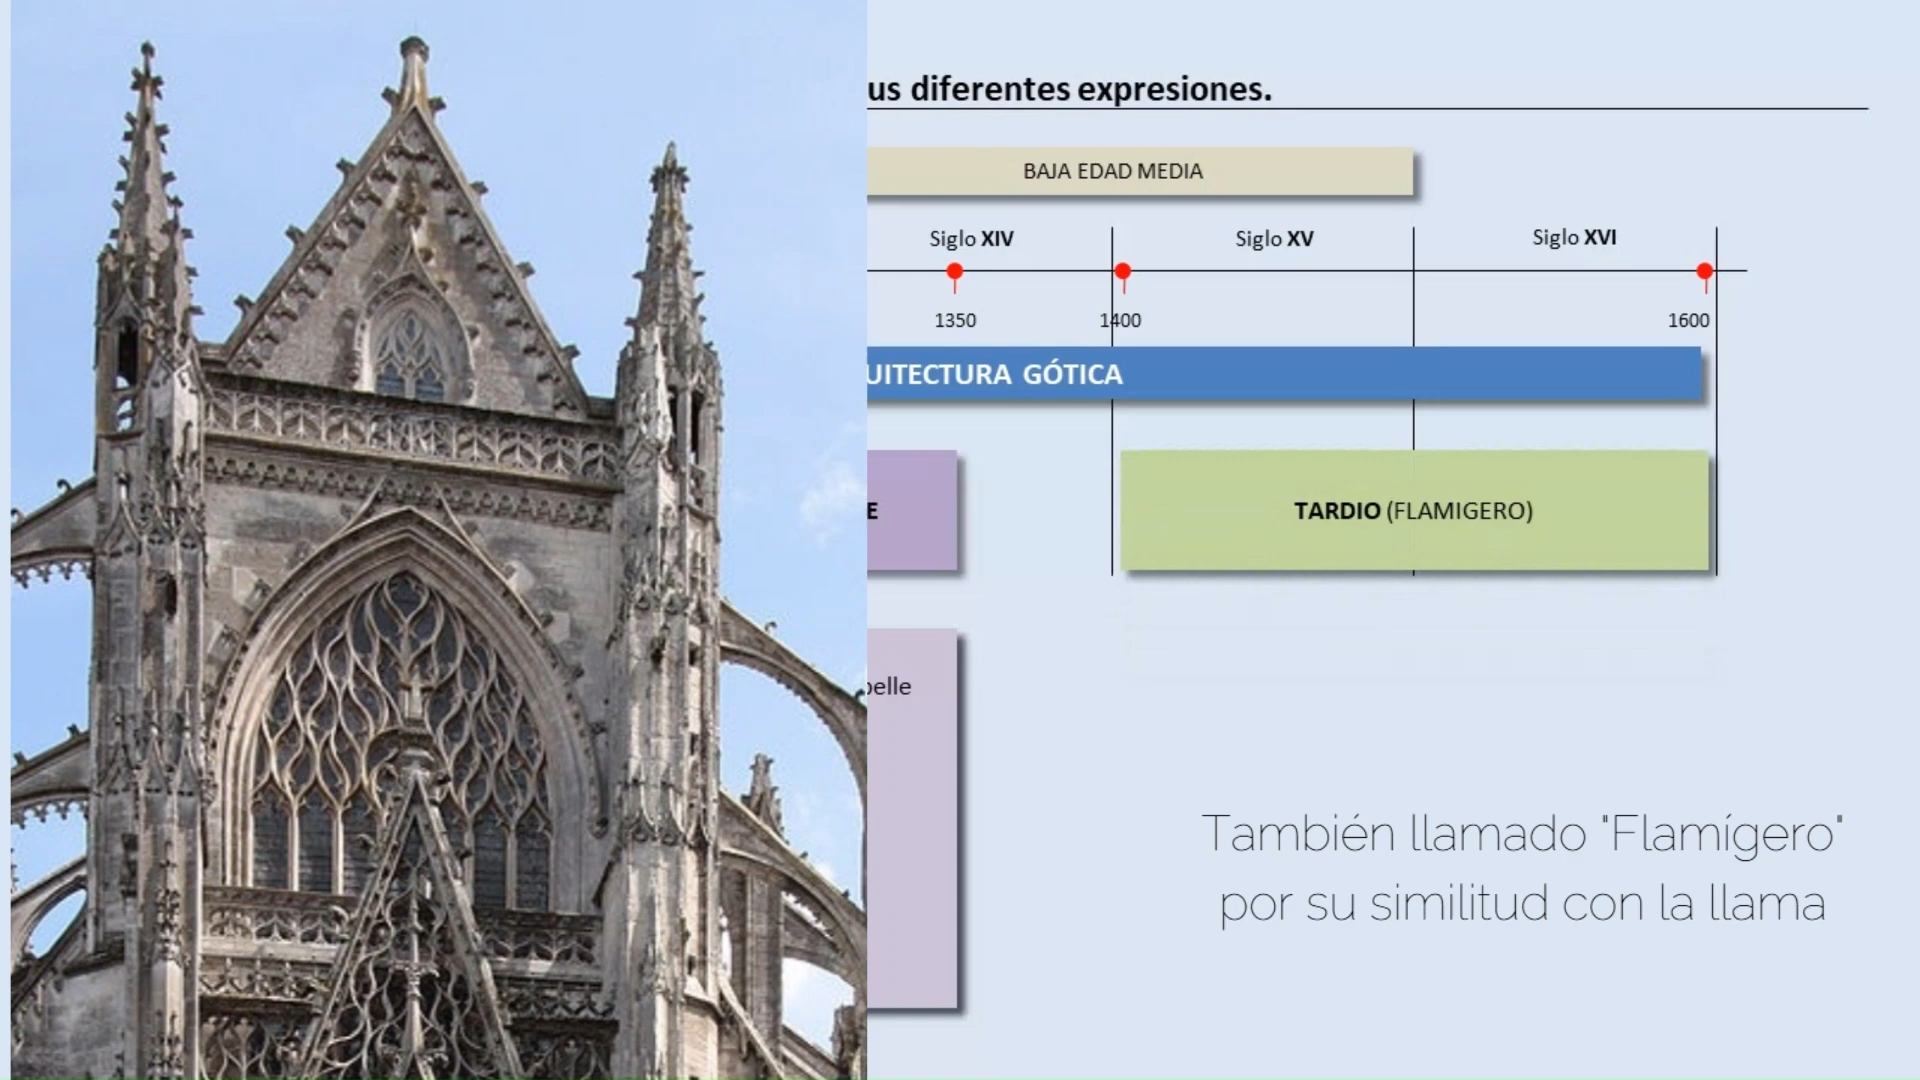 us diferentes expresiones.
BAJA EDAD MEDIA
Siglo XIV
Siglo XV
Siglo XVI
1350
1400
1600
UITECTURA GÓTICA
E
TARDIO (FLAMIGERO)
pelle
También llamado "Flamígero"
por su similitud con la llama